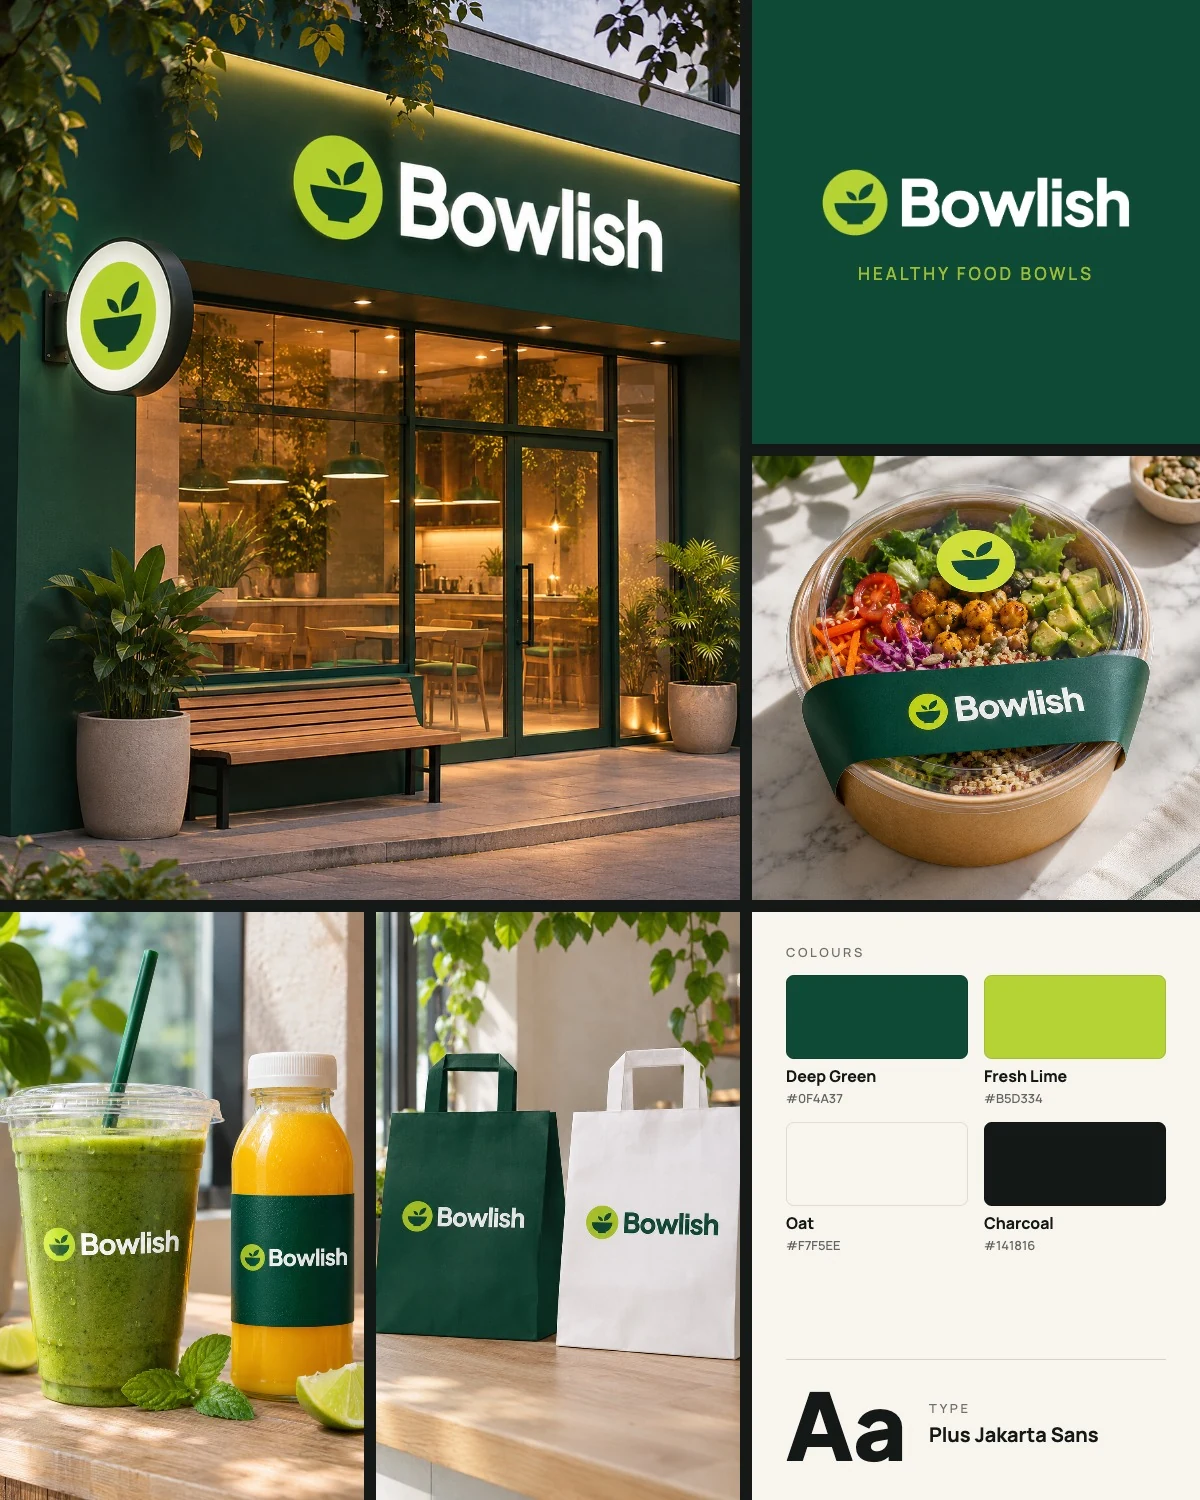 Bowlish
Bowlish
HEALTHY FOOD BOWLS
Bowlish
Bowlish
Bowlish
Bowlish
Bowlish
COLOURS
Deep Green
#0F4A37
Fresh Lime
#B5D334
Oat
#F7F5EE
Charcoal
#141816
Aa
TYPE
Plus Jakarta Sans